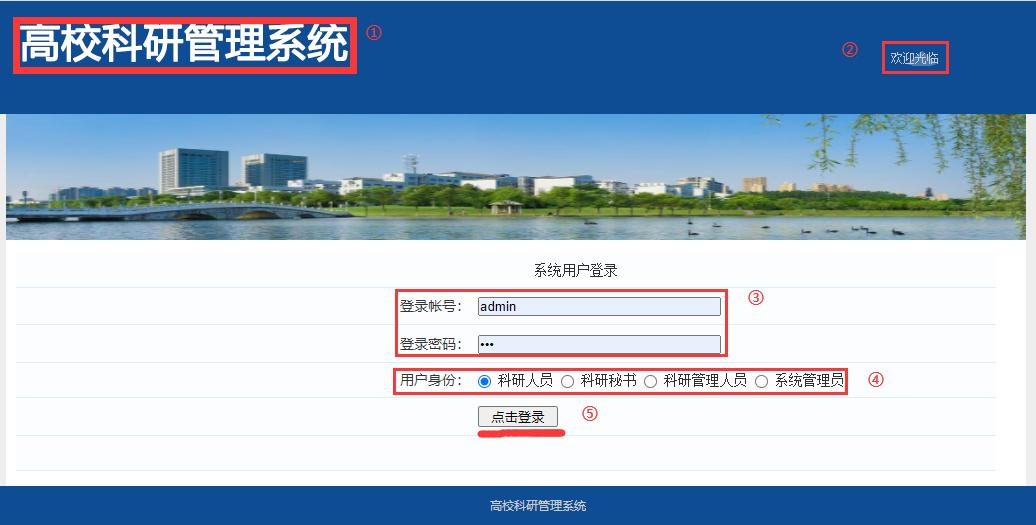 高校科研管理系统 ①
② 欢迎光临
系统用户登录
登录帐号： admin ③
登录密码： •••
用户身份： 科研人员 科研秘书 科研管理人员 系统管理员 ④
点击登录 ⑤
高校科研管理系统